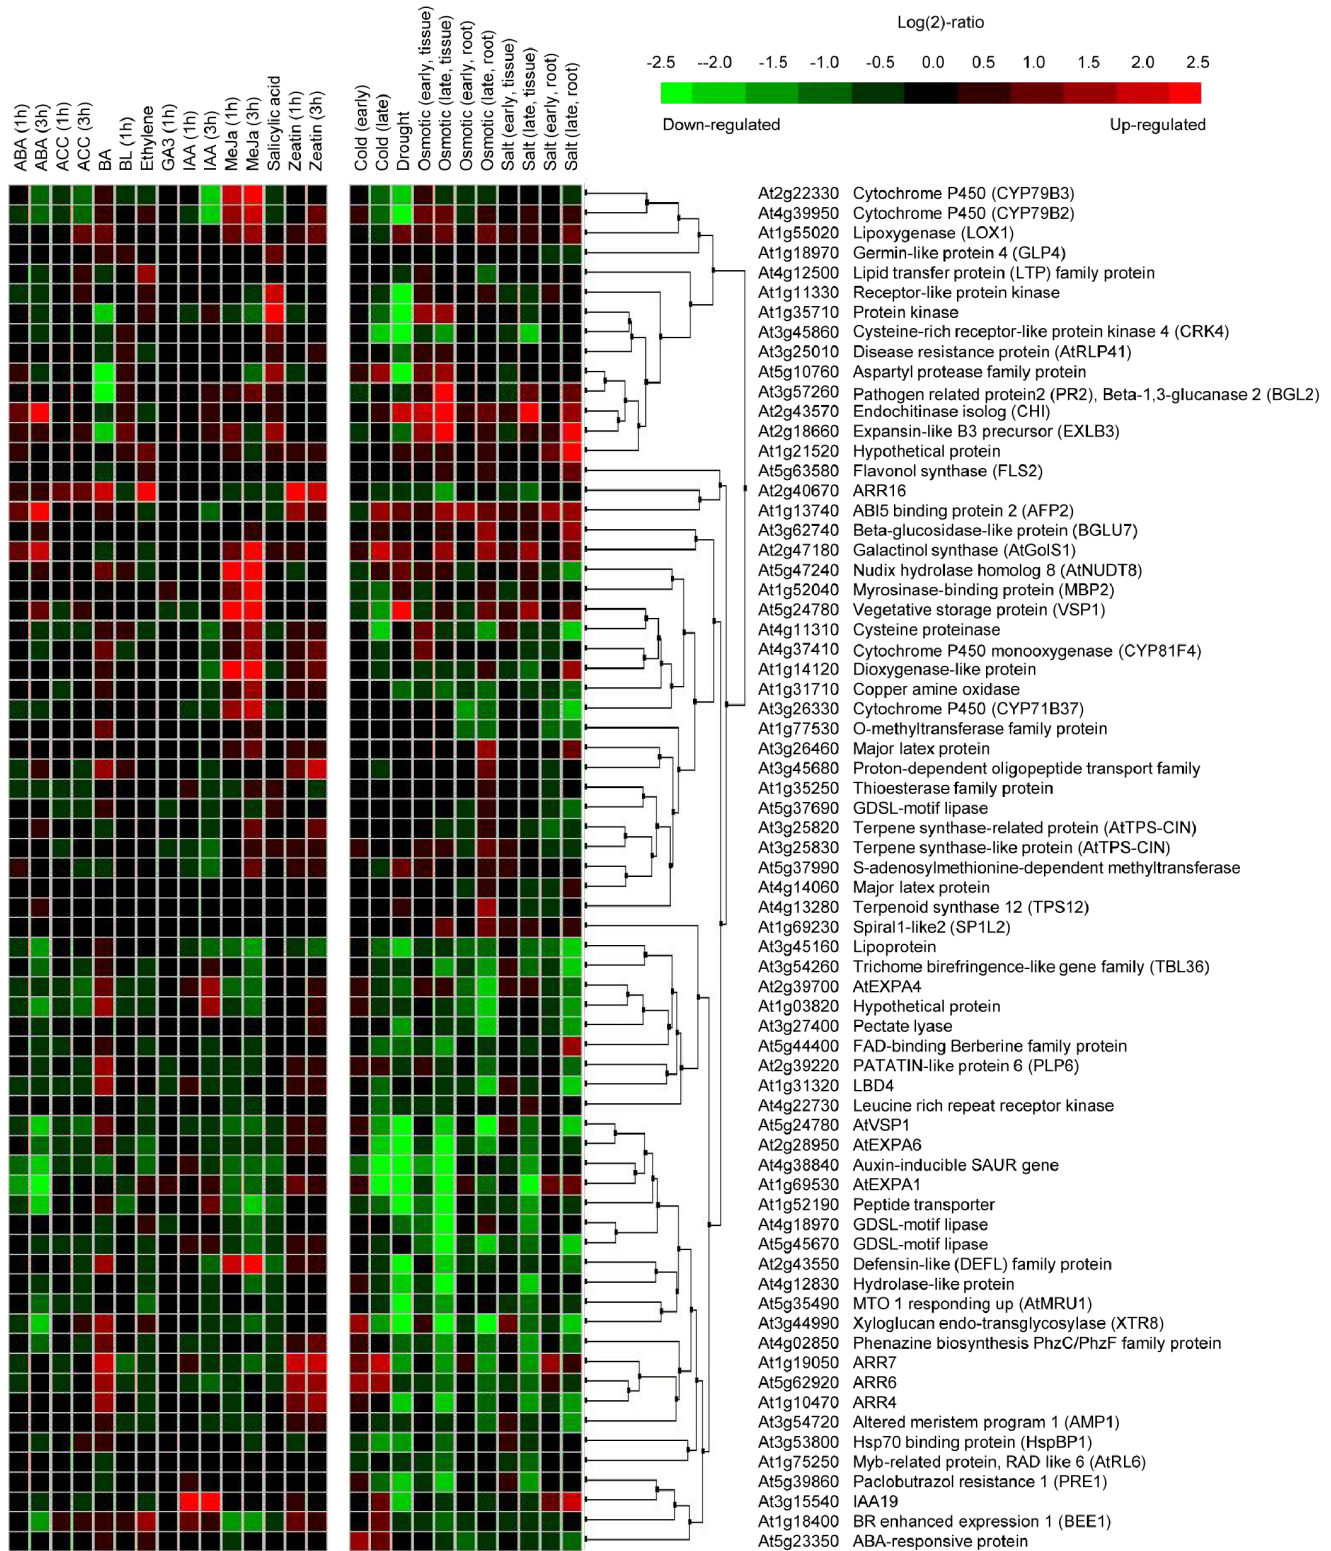 Log(2)-ratio
-2.5 --2.0 -1.5 -1.0 -0.5 0.0 0.5 1.0 1.5 2.0 2.5
Down-regulated Up-regulated
ABA (1h)
ABA (3h)
ACC (1h)
ACC (3h)
BA
BL (1h)
Ethylene
GA3 (1h)
IAA (1h)
IAA (3h)
MeJa (1h)
MeJa (3h)
Salicylic acid
Zeatin (1h)
Zeatin (3h)
Cold (early)
Cold (late)
Drought
Osmotic (early, tissue)
Osmotic (late, tissue)
Osmotic (early, root)
Osmotic (late, root)
Salt (early, tissue)
Salt (late, tissue)
Salt (early, root)
Salt (late, root)
At2g22330 Cytochrome P450 (CYP79B3)
At4g39950 Cytochrome P450 (CYP79B2)
At1g55020 Lipoxygenase (LOX1)
At1g18970 Germin-like protein 4 (GLP4)
At4g12500 Lipid transfer protein (LTP) family protein
At1g11330 Receptor-like protein kinase
At1g35710 Protein kinase
At3g45860 Cysteine-rich receptor-like protein kinase 4 (CRK4)
At3g25010 Disease resistance protein (AtRLP41)
At5g10760 Aspartyl protease family protein
At3g57260 Pathogen related protein2 (PR2), Beta-1,3-glucanase 2 (BGL2)
At2g43570 Endochitinase isolog (CHI)
At2g18660 Expansin-like B3 precursor (EXLB3)
At1g21520 Hypothetical protein
At5g63580 Flavonol synthase (FLS2)
At2g40670 ARR16
At1g13740 ABI5 binding protein 2 (AFP2)
At3g62740 Beta-glucosidase-like protein (BGLU7)
At2g47180 Galactinol synthase (AtGolS1)
At5g47240 Nudix hydrolase homolog 8 (AtNUDT8)
At1g52040 Myrosinase-binding protein (MBP2)
At5g24780 Vegetative storage protein (VSP1)
At4g11310 Cysteine proteinase
At4g37410 Cytochrome P450 monooxygenase (CYP81F4)
At1g14120 Dioxygenase-like protein
At1g31710 Copper amine oxidase
At3g26330 Cytochrome P450 (CYP71B37)
At1g77530 O-methyltransferase family protein
At3g26460 Major latex protein
At3g45680 Proton-dependent oligopeptide transport family
At1g35250 Thioesterase family protein
At5g37690 GDSL-motif lipase
At3g25820 Terpene synthase-related protein (AtTPS-CIN)
At3g25830 Terpene synthase-like protein (AtTPS-CIN)
At5g37990 S-adenosylmethionine-dependent methyltransferase
At4g14060 Major latex protein
At4g13280 Terpenoid synthase 12 (TPS12)
At1g69230 Spiral1-like2 (SP1L2)
At3g45160 Lipoprotein
At3g54260 Trichome birefringence-like gene family (TBL36)
At2g39700 AtEXPA4
At1g03820 Hypothetical protein
At3g27400 Pectate lyase
At5g44400 FAD-binding Berberine family protein
At2g39220 PATATIN-like protein 6 (PLP6)
At1g31320 LBD4
At4g22730 Leucine rich repeat receptor kinase
At5g24780 AtVSP1
At2g28950 AtEXPA6
At4g38840 Auxin-inducible SAUR gene
At1g69530 AtEXPA1
At1g52190 Peptide transporter
At4g18970 GDSL-motif lipase
At5g45670 GDSL-motif lipase
At2g43550 Defensin-like (DEFL) family protein
At4g12830 Hydrolase-like protein
At5g35490 MTO 1 responding up (AtMRU1)
At3g44990 Xyloglucan endo-transglycosylase (XTR8)
At4g02850 Phenazine biosynthesis PhzC/PhzF family protein
At1g19050 ARR7
At5g62920 ARR6
At1g10470 ARR4
At3g54720 Altered meristem program 1 (AMP1)
At3g53800 Hsp70 binding protein (HspBP1)
At1g75250 Myb-related protein, RAD like 6 (AtRL6)
At5g39860 Paclobutrazol resistance 1 (PRE1)
At3g15540 IAA19
At1g18400 BR enhanced expression 1 (BEE1)
At5g23350 ABA-responsive protein